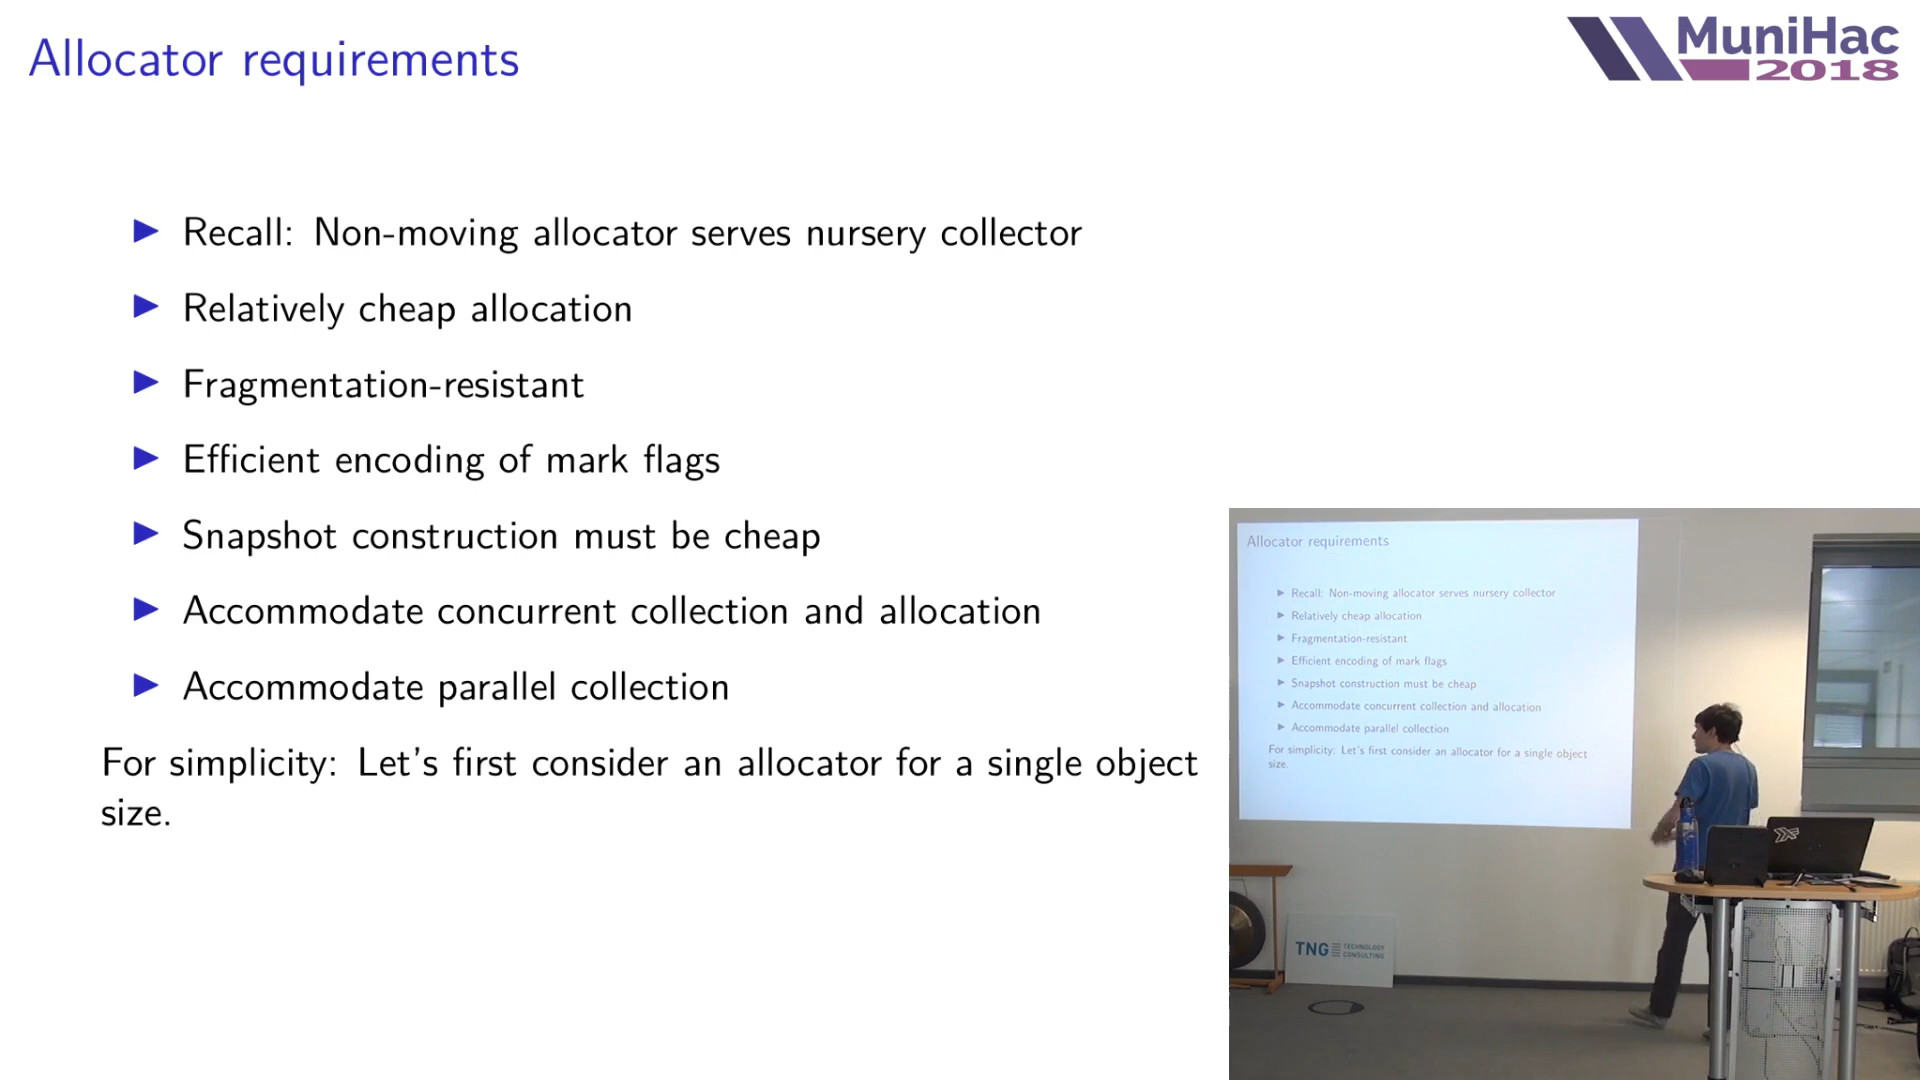 Allocator requirements
MuniHac
2018
Recall: Non-moving allocator serves nursery collector
Relatively cheap allocation
Fragmentation-resistant
Efficient encoding of mark flags
Snapshot construction must be cheap
Accommodate concurrent collection and allocation
Accommodate parallel collection
For simplicity: Let's first consider an allocator for a single object
size.
Allocator requirements
Recall: Non-moving allocator serves nursery collector
Relatively cheap allocation
Fragmentation-resistant
Efficient encoding of mark flags
Snapshot construction must be cheap
Accommodate concurrent collection and allocation
Accommodate parallel collection
For simplicity: Let's first consider an allocator for a single object
size.
TNG TECHNOLOGY
CONSULTING